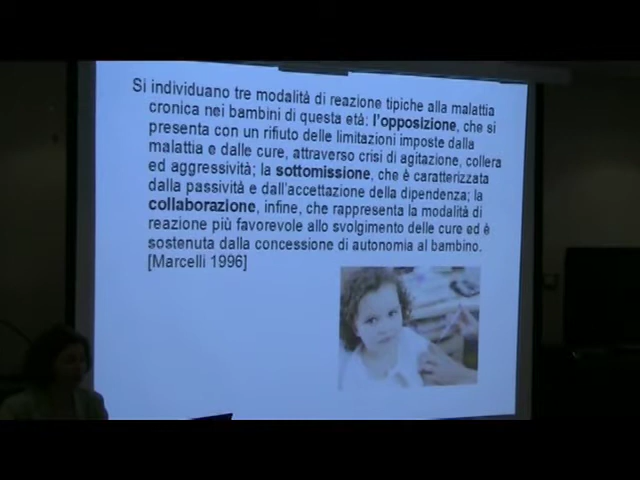 Si individuano tre modalità di reazione tipiche alla malattia
cronica nei bambini di questa età: l'opposizione, che si
presenta con un rifiuto delle limitazioni imposte dalla
malattia e dalle cure, attraverso crisi di agitazione, collera
ed aggressività; la sottomissione, che è caratterizzata
dalla passività e dall'accettazione della dipendenza; la
collaborazione, infine, che rappresenta la modalità di
reazione più favorevole allo svolgimento delle cure ed è
sostenuta dalla concessione di autonomia al bambino.
[Marcelli 1996]